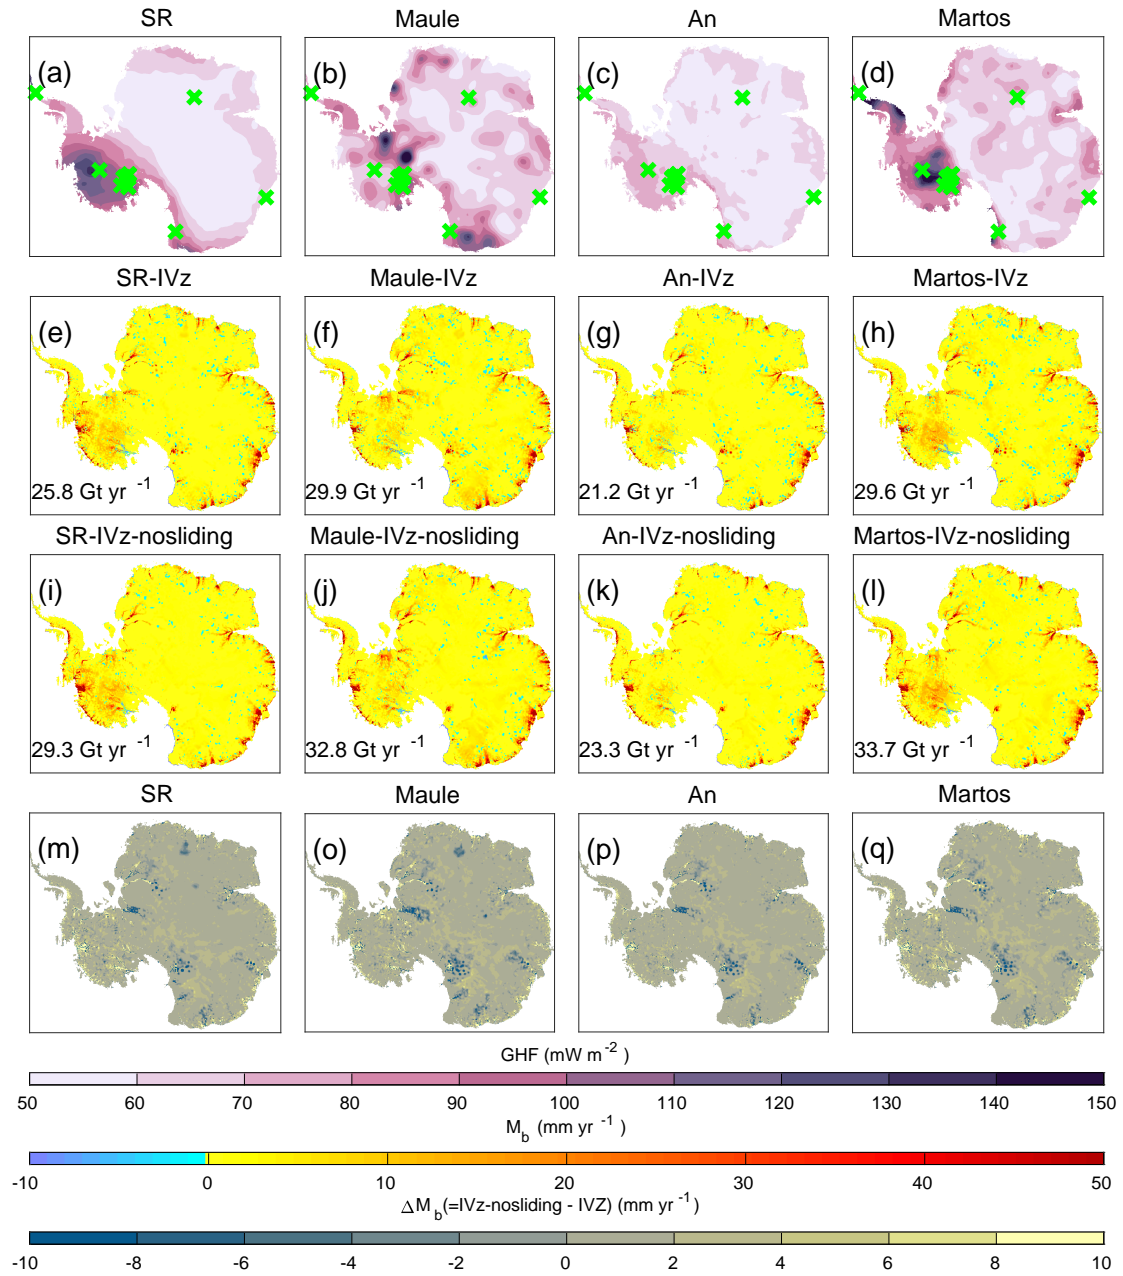 SR Maule An Martos
(a) (b) (c) (d)
SR-IVz Maule-IVz An-IVz Martos-IVz
(e) (f) (g) (h)
25.8 Gt yr -1 29.9 Gt yr -1 21.2 Gt yr -1 29.6 Gt yr -1
SR-IVz-nosliding Maule-IVz-nosliding An-IVz-nosliding Martos-IVz-nosliding
(i) (j) (k) (l)
29.3 Gt yr -1 32.8 Gt yr -1 23.3 Gt yr -1 33.7 Gt yr -1
SR Maule An Martos
(m) (o) (p) (q)
GHF (mW m -2 )
50 60 70 80 90 100 110 120 130 140 150
M b (mm yr -1 )
-10 0 10 20 30 40 50
ΔM b (=IVz-nosliding - IVZ) (mm yr -1 )
-10 -8 -6 -4 -2 0 2 4 6 8 10